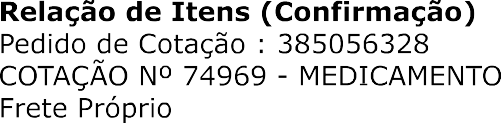 Relação de Itens (Confirmação)
Pedido de Cotação : 385056328
COTAÇÃO Nº 74969 - MEDICAMENTO
Frete Próprio